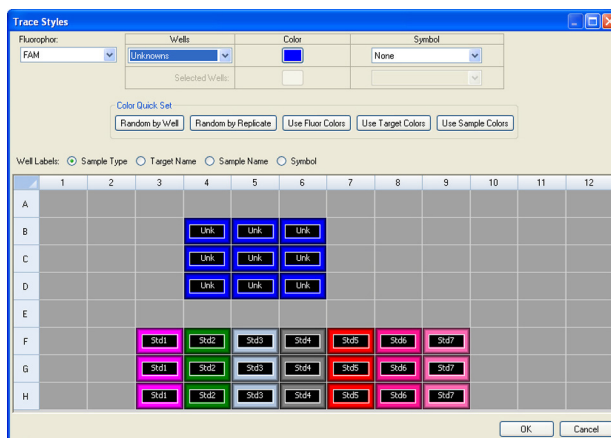 Trace Styles
Fluorophor: Wells Color Symbol
FAM Unknowns None
Selected Wells:
Color Quick Set
Random by Well Random by Replicate Use Fluor Colors Use Target Colors Use Sample Colors
Well Labels: Sample Type Target Name Sample Name Symbol
1 2 3 4 5 6 7 8 9 10 11 12
A
B Unk Unk Unk
C Unk Unk Unk
D Unk Unk Unk
E
F Std1 Std2 Std3 Std4 Std5 Std6 Std7
G Std1 Std2 Std3 Std4 Std5 Std6 Std7
H Std1 Std2 Std3 Std4 Std5 Std6 Std7
OK Cancel